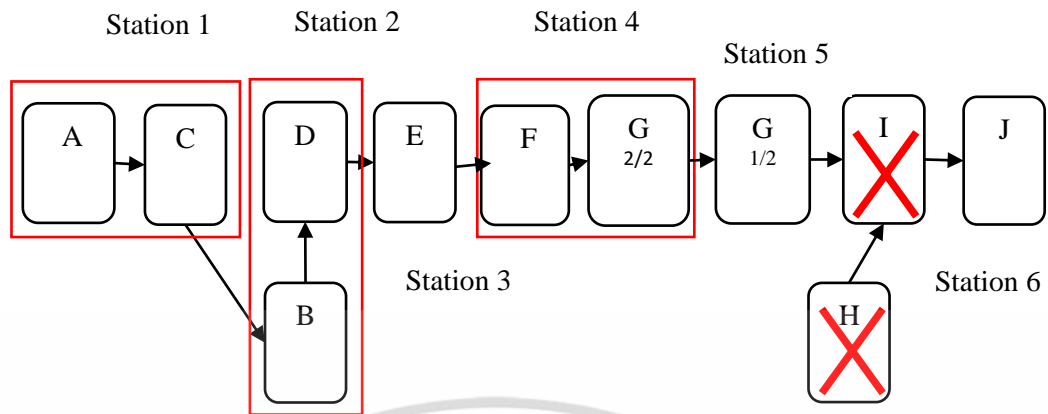 Station 1
Station 2
Station 4
Station 5
A
C
D
E
F
G
2/2
G
1/2
I
J
B
Station 3
H
Station 6